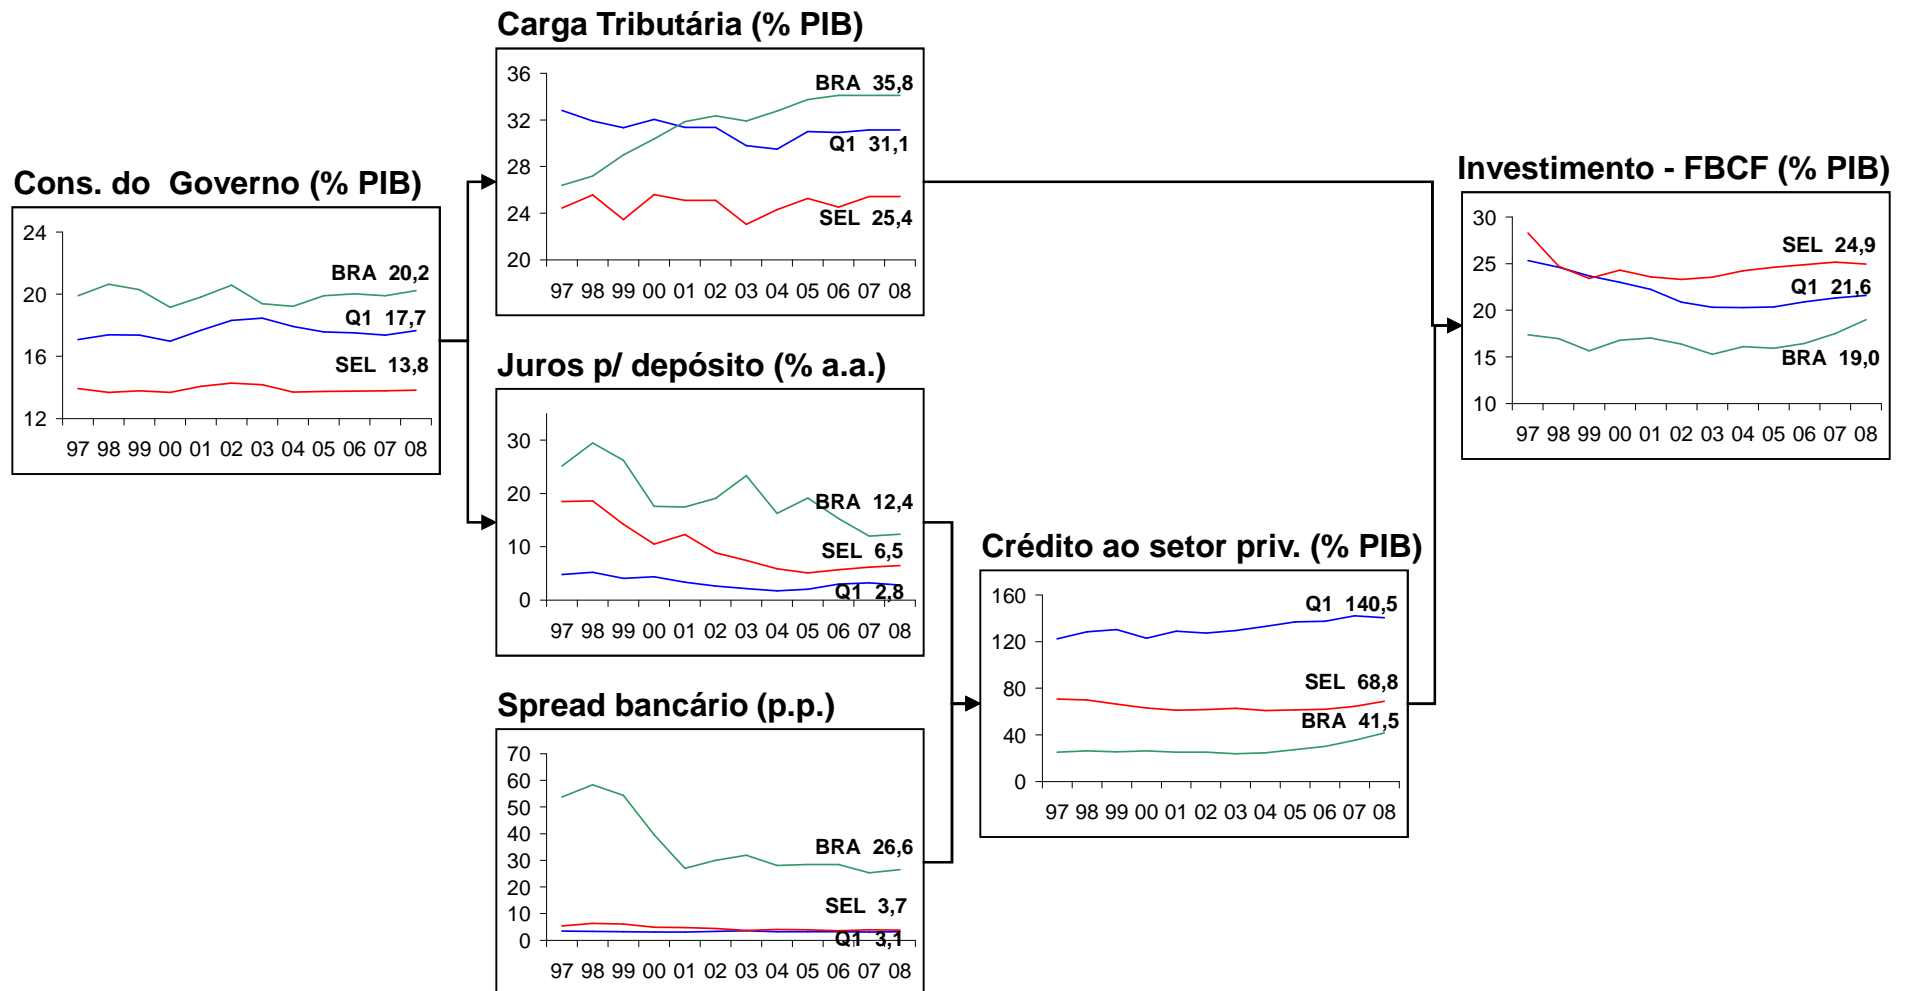 Carga Tributária (% PIB)
36
32
28
24
20
BRA 35,8
Q1 31,1
SEL 25,4
97 98 99 00 01 02 03 04 05 06 07 08
Cons. do Governo (% PIB)
24
20
16
12
BRA 20,2
Q1 17,7
SEL 13,8
97 98 99 00 01 02 03 04 05 06 07 08
Juros p/ depósito (% a.a.)
30
20
10
0
BRA 12,4
SEL 6,5
Q1 2,8
97 98 99 00 01 02 03 04 05 06 07 08
Spread bancário (p.p.)
70
60
50
40
30
20
10
0
BRA 26,6
SEL 3,7
Q1 3,1
97 98 99 00 01 02 03 04 05 06 07 08
Crédito ao setor priv. (% PIB)
160
120
80
40
0
Q1 140,5
SEL 68,8
BRA 41,5
97 98 99 00 01 02 03 04 05 06 07 08
Investimento - FBCF (% PIB)
30
25
20
15
10
SEL 24,9
Q1 21,6
BRA 19,0
97 98 99 00 01 02 03 04 05 06 07 08